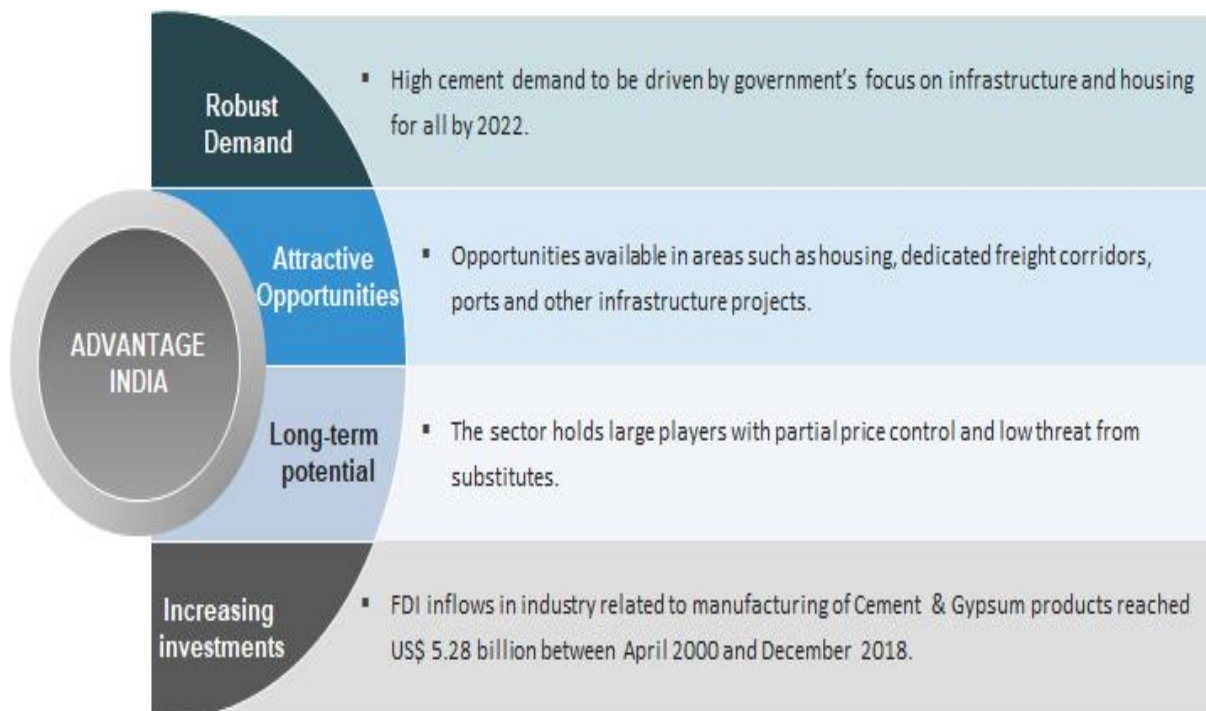 Robust
Demand
▪ High cement demand to be driven by government's focus on infrastructure and housing
for all by 2022.
ADVANTAGE
INDIA
Attractive
Opportunities
▪ Opportunities available in areas such as housing, dedicated freight corridors,
ports and other infrastructure projects.
Long-term
potential
▪ The sector holds large players with partial price control and low threat from
substitutes.
Increasing
investments
▪ FDI inflows in industry related to manufacturing of Cement & Gypsum products reached
US$ 5.28 billion between April 2000 and December 2018.